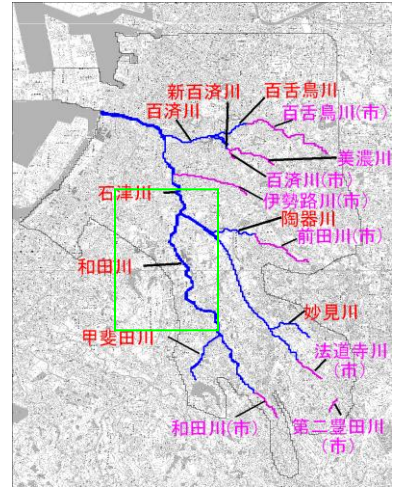 新百済川
百舌鳥川
百済川
百舌鳥川(市)
美濃川
百済川(市)
石津川
伊勢路川(市)
陶器川
前田川(市)
和田川
妙見川
甲斐田川
法道寺川
(市)
和田川(市)
第二豊田川
(市)